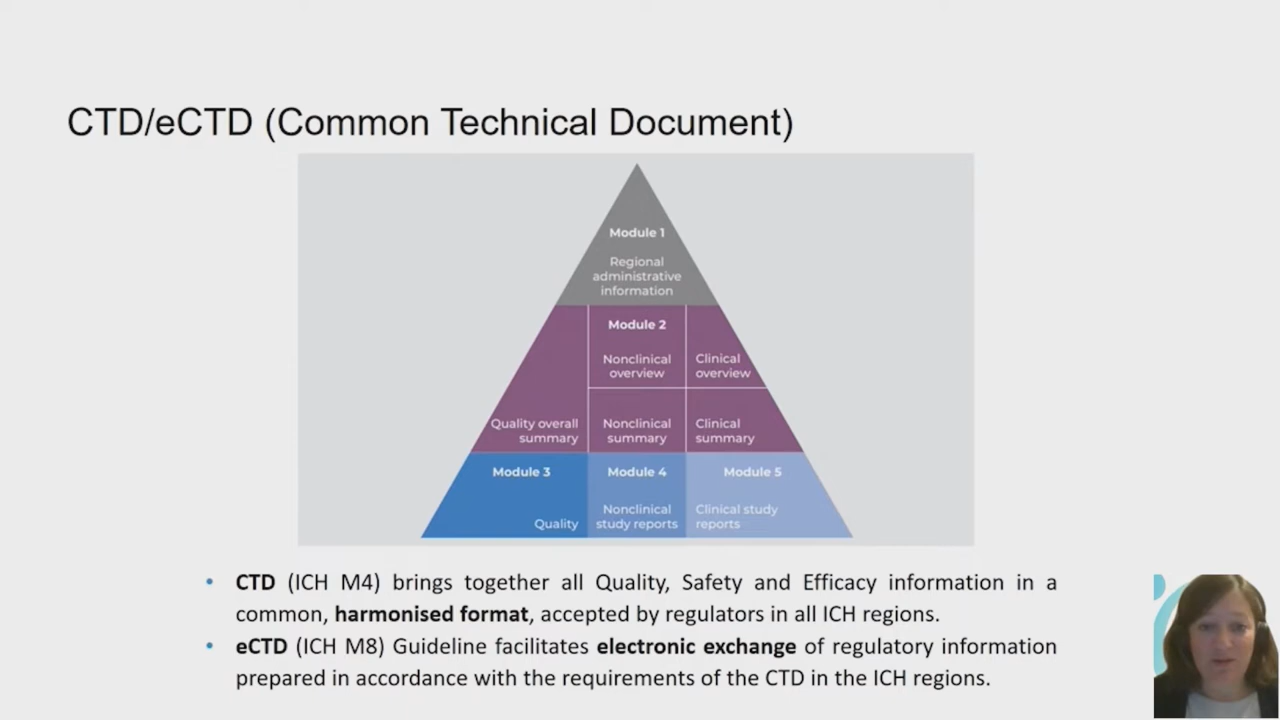 CTD/eCTD (Common Technical Document)
Module 1
Regional
administrative
information
Module 2
Nonclinical
overview
Clinical
overview
Quality overall
summary
Nonclinical
summary
Clinical
summary
Module 3
Quality
Module 4
Nonclinical
study reports
Module 5
Clinical study
reports
• CTD (ICH M4) brings together all Quality, Safety and Efficacy information in a
common, harmonised format, accepted by regulators in all ICH regions.
• eCTD (ICH M8) Guideline facilitates electronic exchange of regulatory information
prepared in accordance with the requirements of the CTD in the ICH regions.